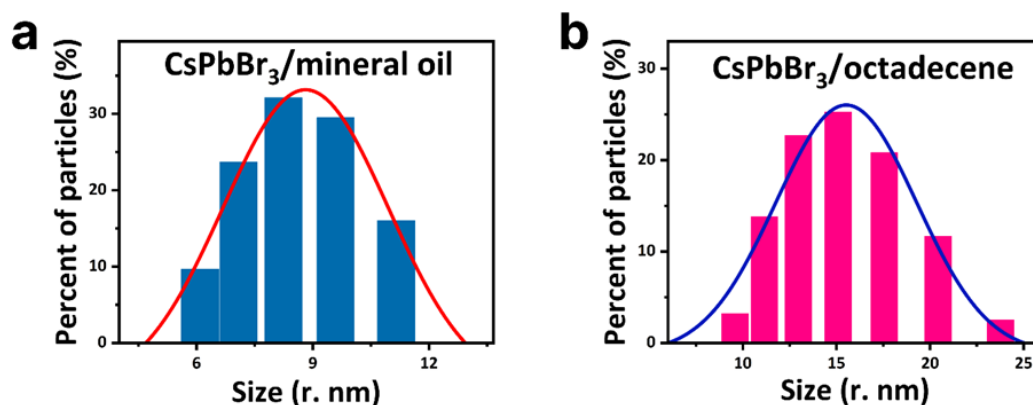 a
CsPbBr₃/mineral oil
Percent of particles (%)
30
20
10
0
6 9 12
Size (r. nm)
b
CsPbBr₃/octadecene
Percent of particles (%)
30
20
10
0
10 15 20 25
Size (r. nm)